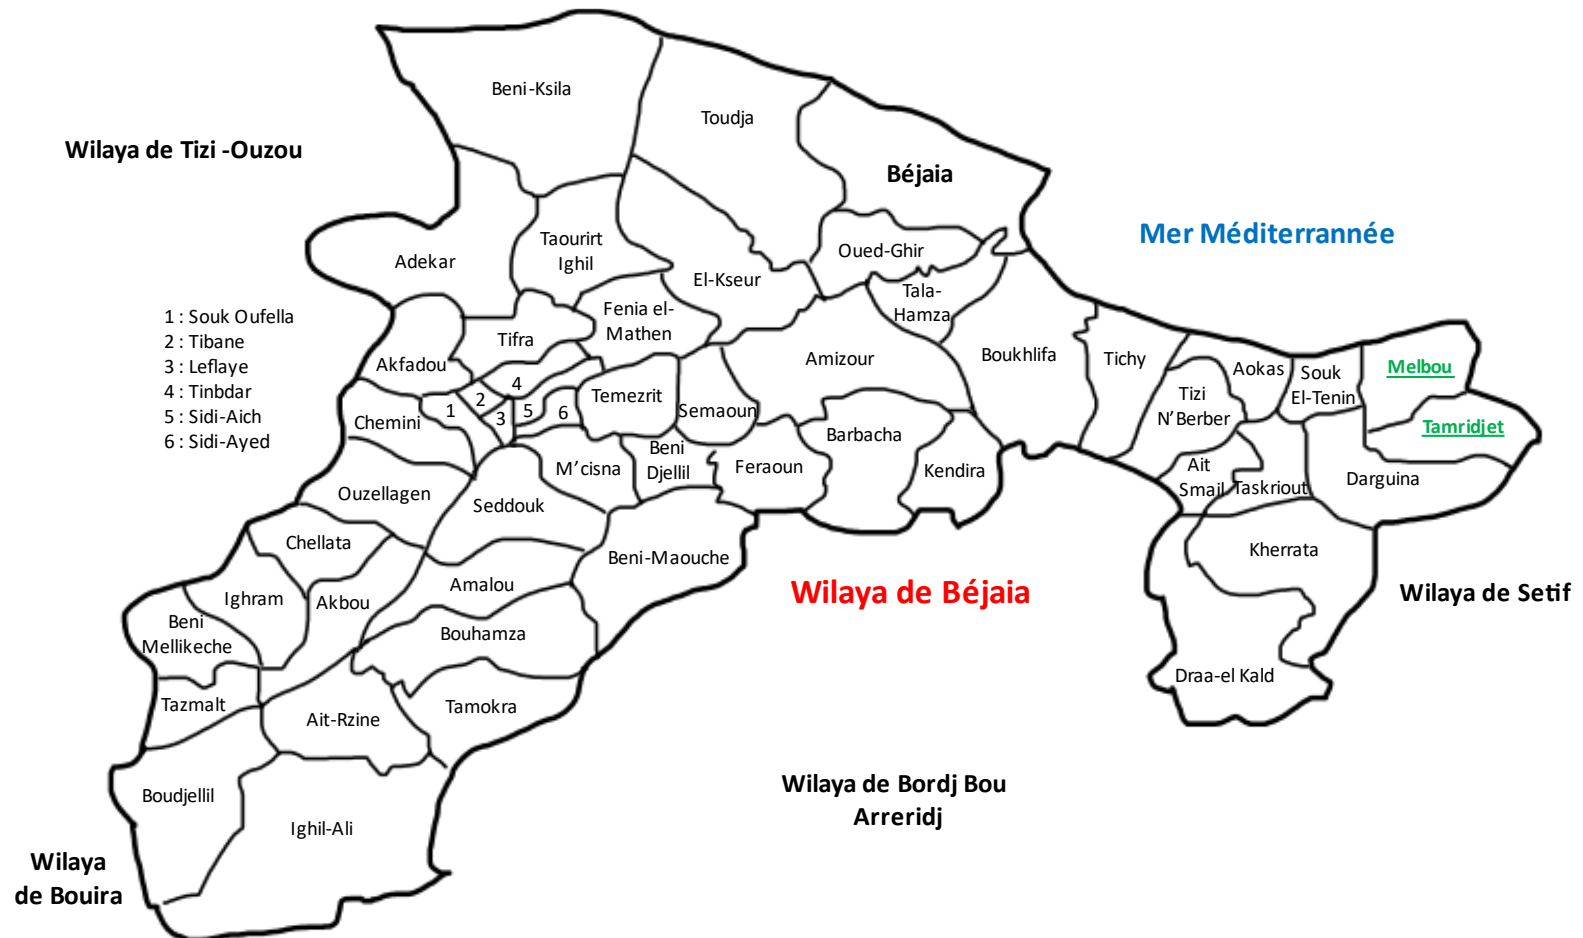 Beni-Ksila
Toudja
Wilaya de Tizi -Ouzou
Béjaia
Mer Méditerrannée
Taourirt
Ighil
Oued-Ghir
Adekar
El-Kseur
Tala-
Hamza
1 : Souk Oufella
2 : Tibane
3 : Leflaye
4 : Tinbdar
5 : Sidi-Aich
6 : Sidi-Ayed
Fenia el-
Mathen
Tifra
Akfadou
Amizour
Boukhlifa
Tichy
Aokas
Souk
El-Tenin
Melbou
4
Temezrit
Tizi
N'Berber
1
2
3
5
6
Semaoun
Chemini
Barbacha
Tamridjet
Beni
Djellil
M'cisna
Feraoun
Kendira
Ait
Smail
Taskriout
Darguina
Ouzellagen
Seddouk
Chellata
Beni-Maouche
Kherrata
Amalou
Wilaya de Béjaia
Wilaya de Setif
Ighram
Akbou
Beni
Mellikeche
Bouhamza
Draa-el Kald
Tazmalt
Ait-Rzine
Tamokra
Wilaya de Bordj Bou
Arreridj
Boudjellil
Ighil-Ali
Wilaya
de Bouira